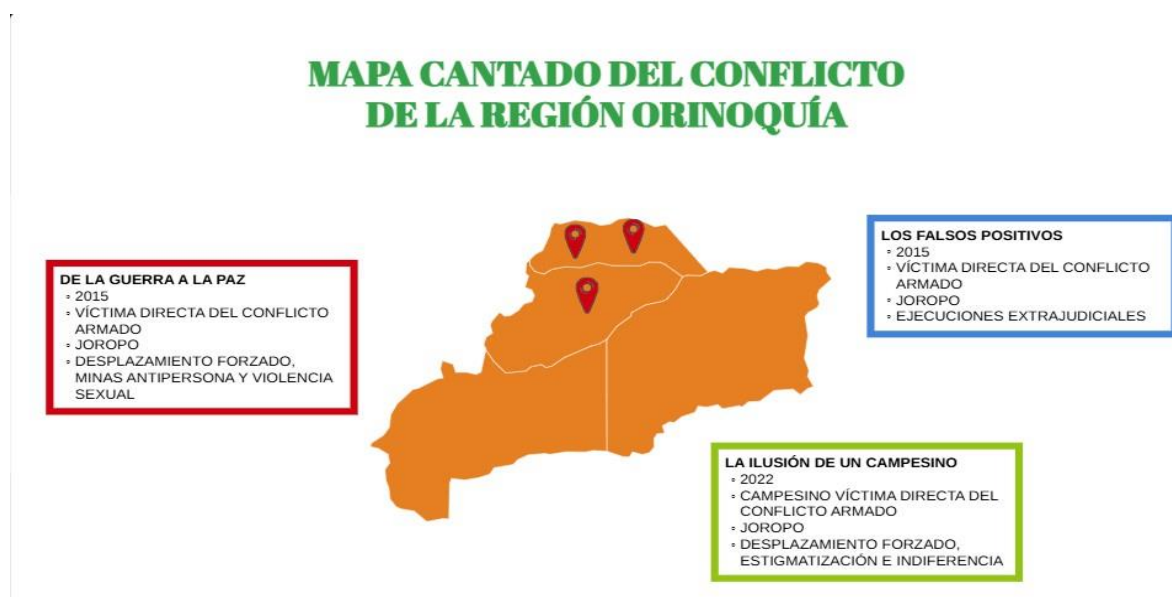 MAPA CANTADO DEL CONFLICTO
DE LA REGIÓN ORINOQUÍA
DE LA GUERRA A LA PAZ
◦ 2015
◦ VÍCTIMA DIRECTA DEL CONFLICTO
ARMADO
◦ JOROPO
◦ DESPLAZAMIENTO FORZADO,
MINAS ANTIPERSONA Y VIOLENCIA
SEXUAL
LOS FALSOS POSITIVOS
◦ 2015
◦ VÍCTIMA DIRECTA DEL CONFLICTO
ARMADO
◦ JOROPO
◦ EJECUCIONES EXTRAJUDICIALES
LA ILUSIÓN DE UN CAMPESINO
◦ 2022
◦ CAMPESINO VÍCTIMA DIRECTA DEL
CONFLICTO ARMADO
◦ JOROPO
◦ DESPLAZAMIENTO FORZADO,
ESTIGMATIZACIÓN E INDIFERENCIA